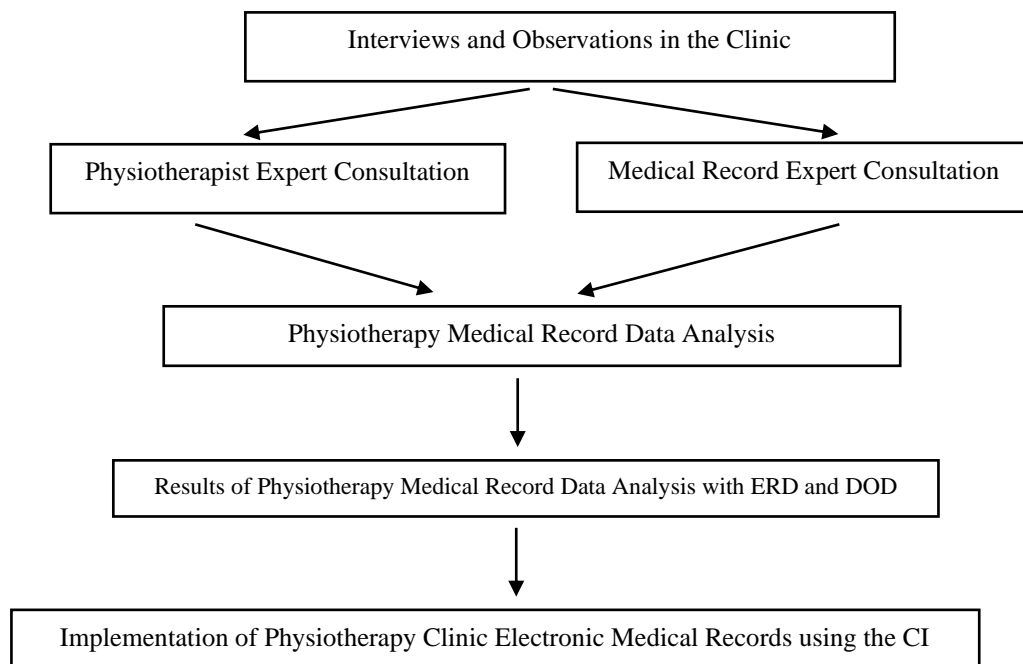 Interviews and Observations in the Clinic
Physiotherapist Expert Consultation
Medical Record Expert Consultation
Physiotherapy Medical Record Data Analysis
Results of Physiotherapy Medical Record Data Analysis with ERD and DOD
Implementation of Physiotherapy Clinic Electronic Medical Records using the CI